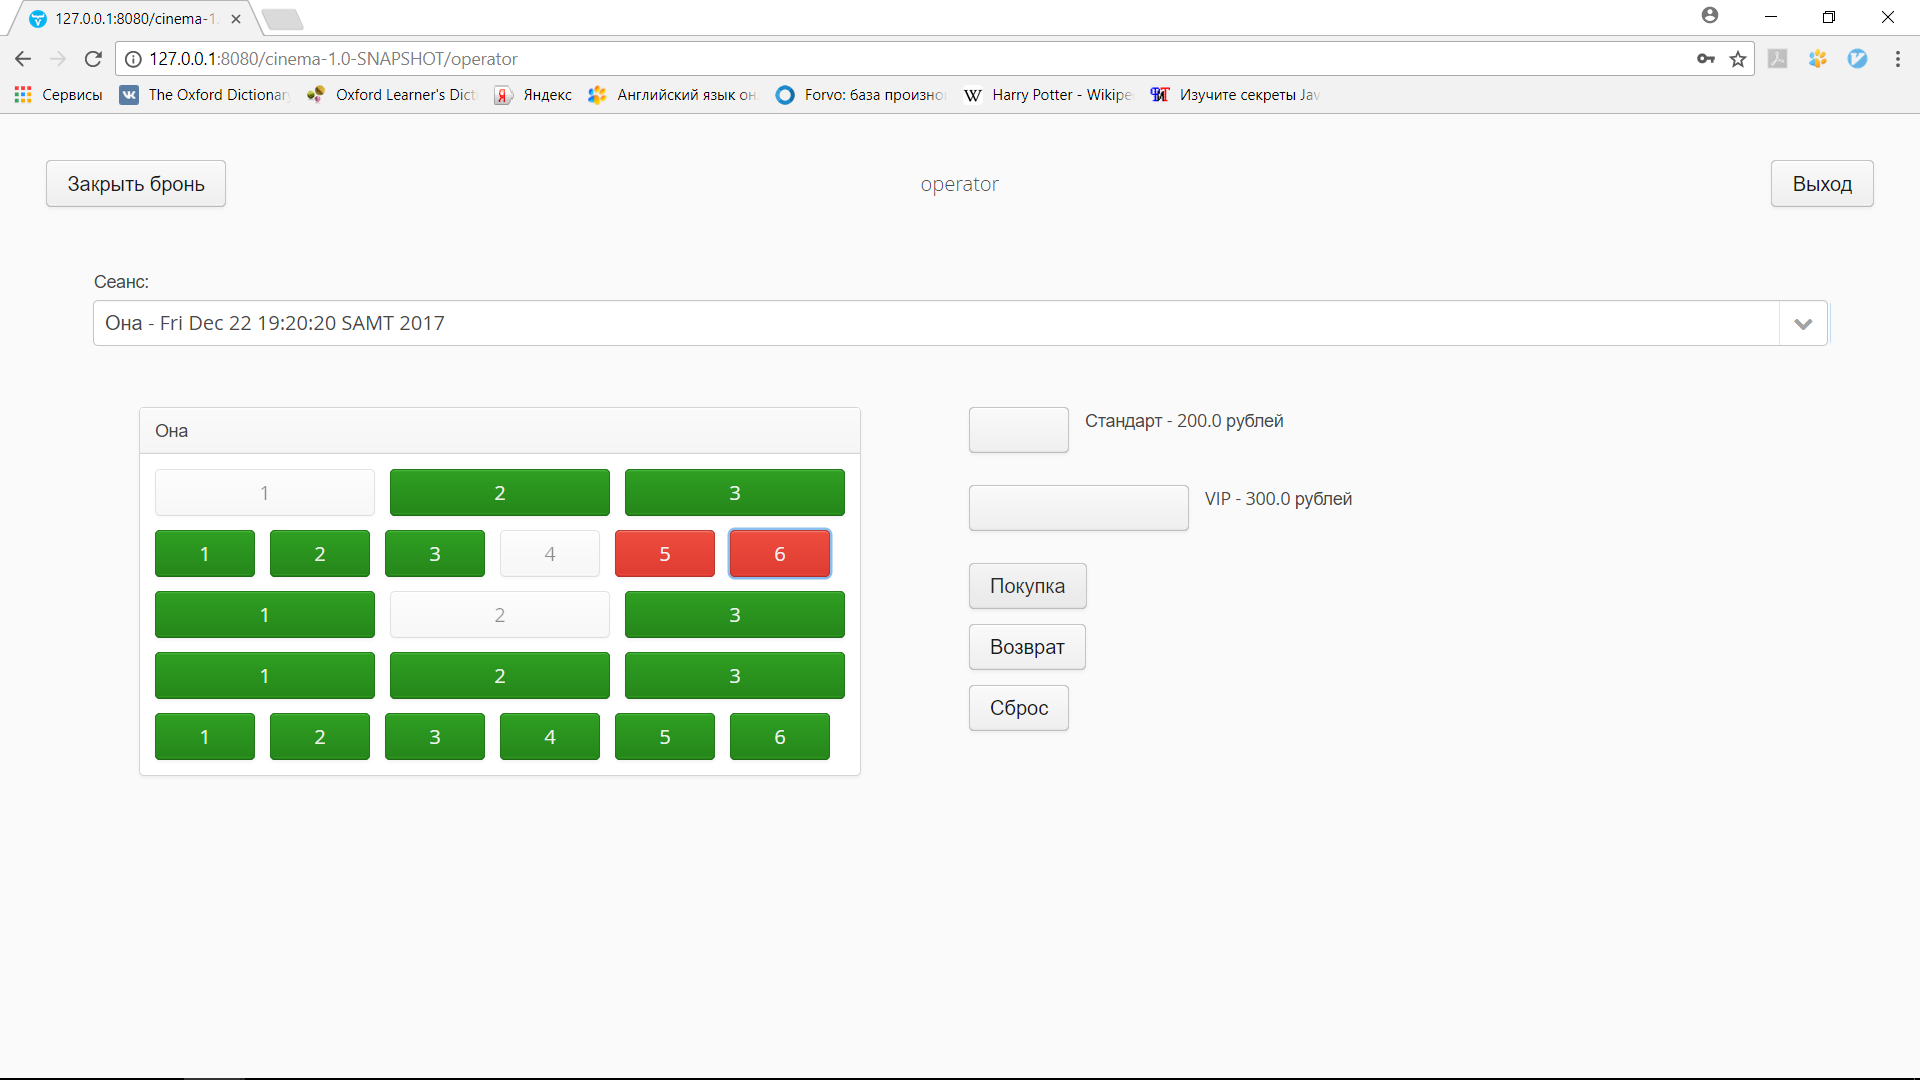 127.0.0.1:8080/cinema-1.
127.0.0.1:8080/cinema-1.0-SNAPSHOT/operator
Сервисы The Oxford Dictionary Oxford Learner's Dict Яндекс Английский язык он Forvo: база произно Harry Potter - Wikipe Изучите секреты Jav
Закрыть бронь operator Выход
Сеанс:
Она - Fri Dec 22 19:20:20 SAMT 2017
Она
1 2 3
1 2 3 4 5 6
1 2 3
1 2 3
1 2 3 4 5 6
Стандарт - 200.0 рублей
VIP - 300.0 рублей
Покупка
Возврат
Сброс